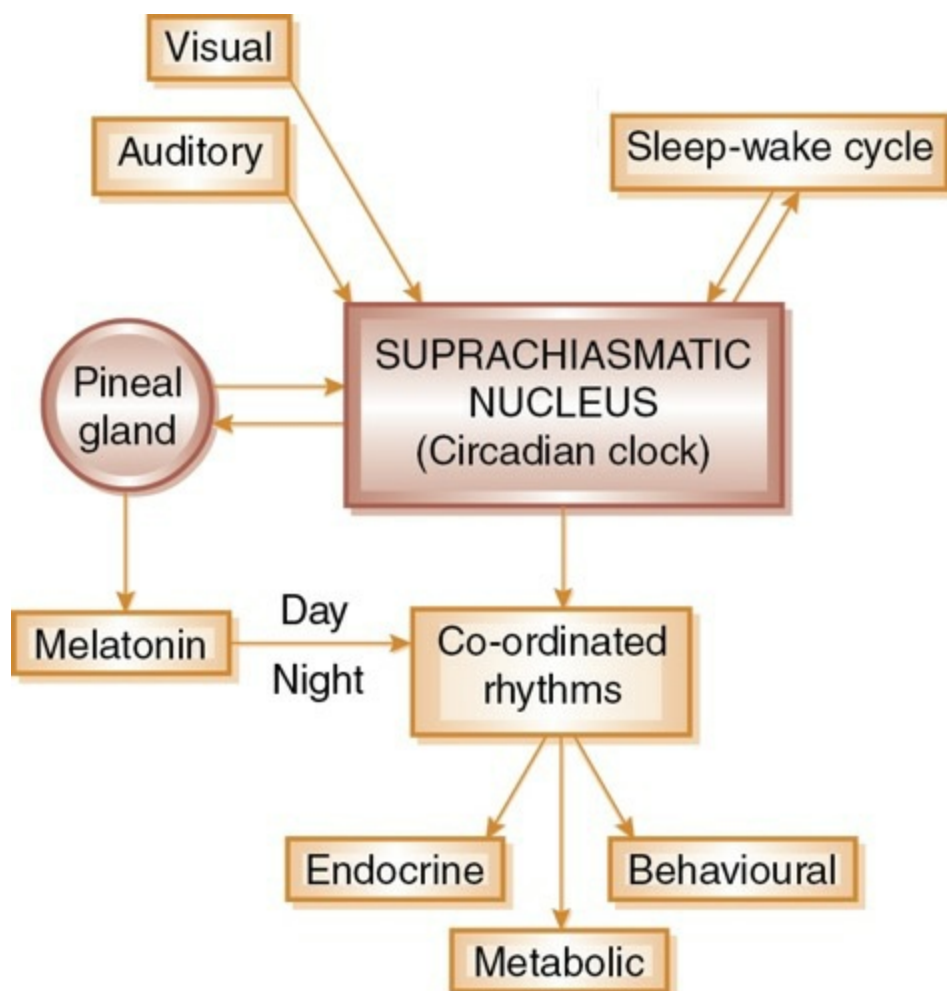 Visual
Auditory
Sleep-wake cycle
SUPRACHIASMATIC
NUCLEUS
(Circadian clock)
Pineal
gland
Melatonin
Day
Night
Co-ordinated
rhythms
Endocrine
Behavioural
Metabolic